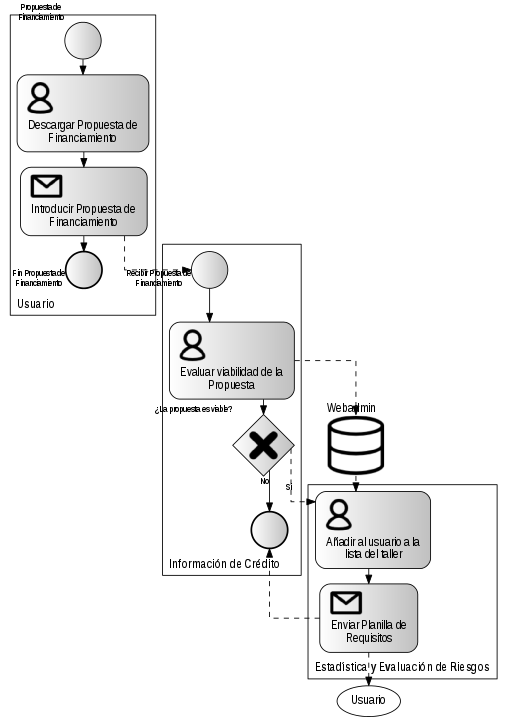 Propuesta de
Financiamiento
Descargar Propuesta de
Financiamiento
Introducir Propuesta de
Financiamiento
Fin Propuesta de
Financiamiento
Usuario
Recibir Propuesta de
Financiamiento
Evaluar viabilidad de la
Propuesta
¿La propuesta es viable?
No
Si
Información de Crédito
Webadmin
Añadir al usuario a la
lista del taller
Enviar Planilla de
Requisitos
Estadística y Evaluación de Riesgos
Usuario